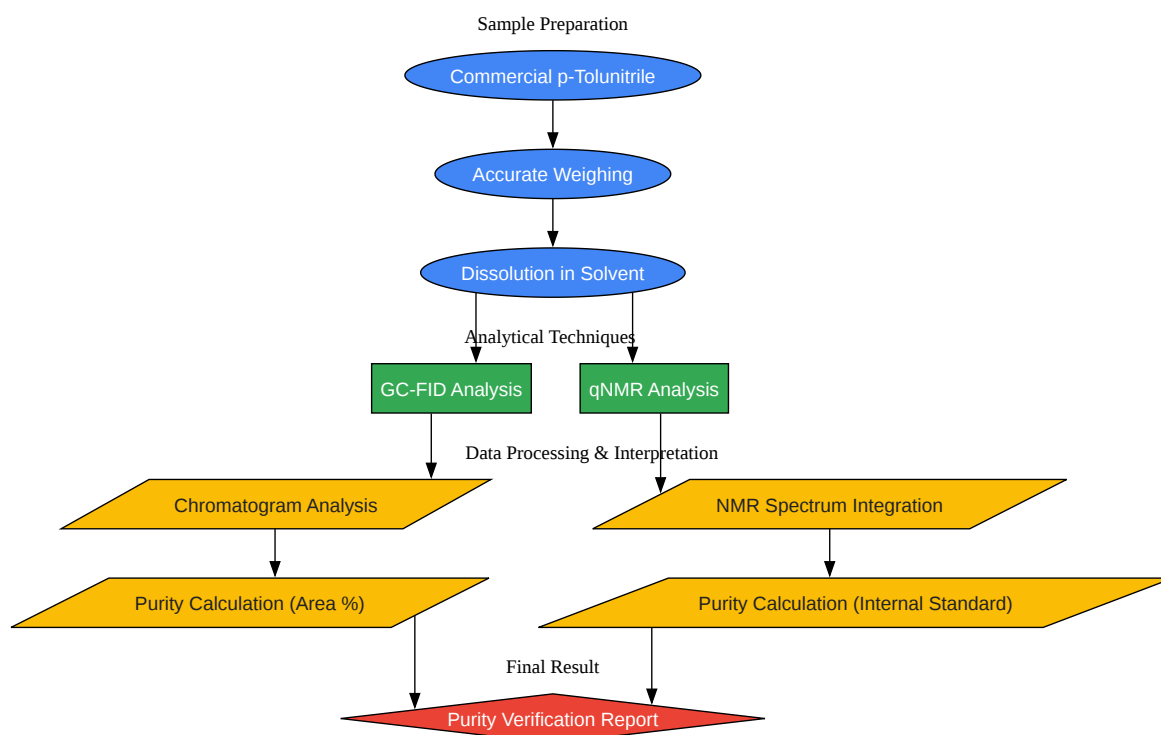 Sample Preparation
Commercial p-Tolunitrile
Accurate Weighing
Dissolution in Solvent
Analytical Techniques
GC-FID Analysis
qNMR Analysis
Data Processing & Interpretation
Chromatogram Analysis
NMR Spectrum Integration
Purity Calculation (Area %)
Purity Calculation (Internal Standard)
Final Result
Purity Verification Report